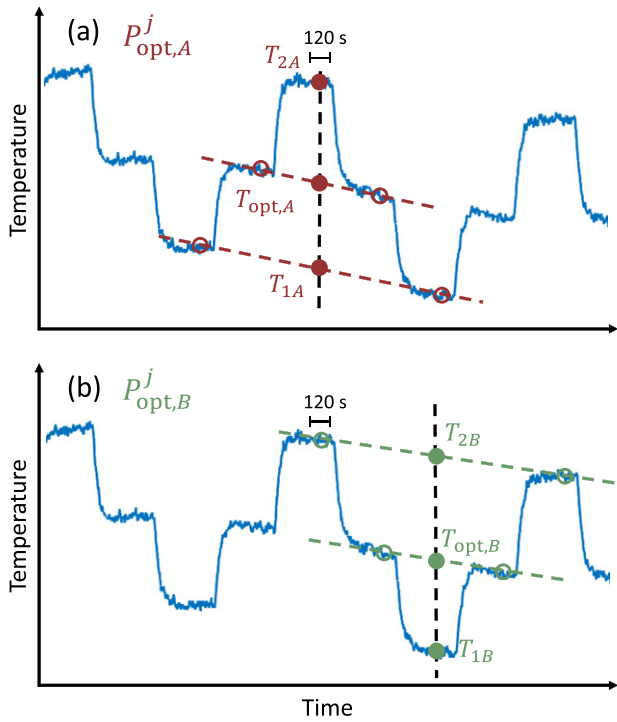 (a) P^j_opt,A
120 s
T_2A
T_opt,A
T_1A
Temperature
(b) P^j_opt,B
120 s
T_2B
T_opt,B
T_1B
Temperature
Time